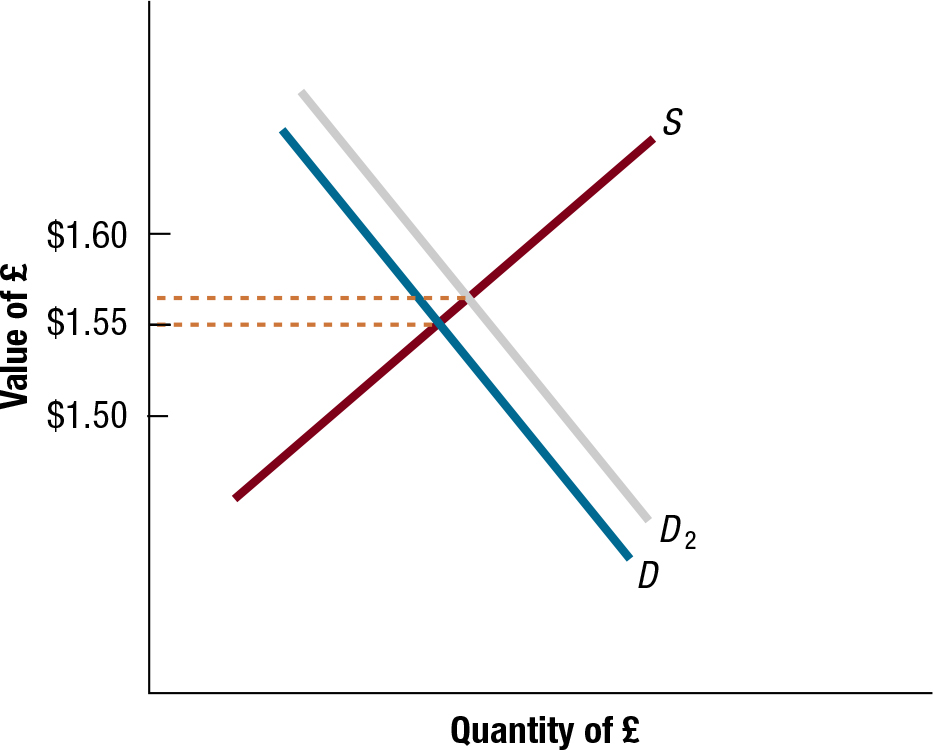 S
$1.60
$1.55
$1.50
Value of £
D2
D
Quantity of £